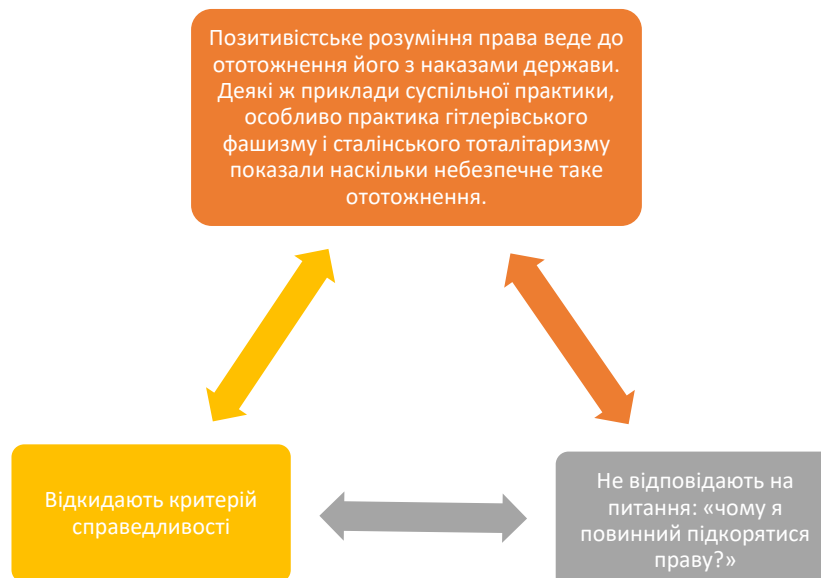 Позитивістське розуміння права веде до
ототожнення його з наказами держави.
Деякі ж приклади суспільної практики,
особливо практика гітлерівського
фашизму і сталінського тоталітаризму
показали наскільки небезпечне таке
ототожнення.
Відкидають критерій
справедливості
Не відповідають на
питання: «чому я
повинний підкорятися
праву?»